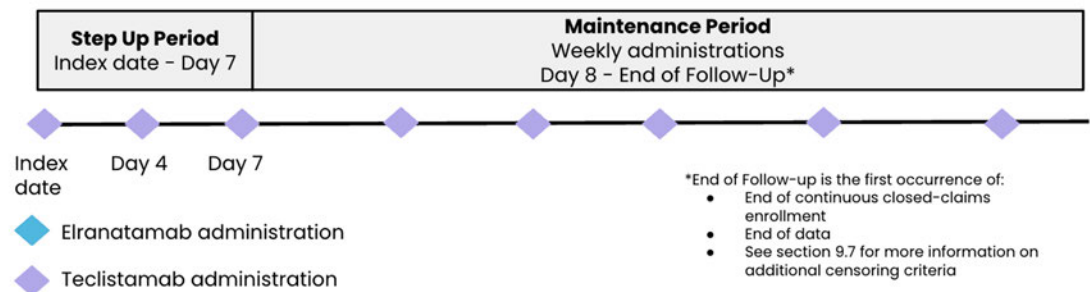 Step Up Period
Index date - Day 7
Maintenance Period
Weekly administrations
Day 8 - End of Follow-Up*
Index
date
Day 4
Day 7
Elranatamab administration
Teclistamab administration
*End of Follow-up is the first occurrence of:
● End of continuous closed-claims
enrollment
● End of data
● See section 9.7 for more information on
additional censoring criteria